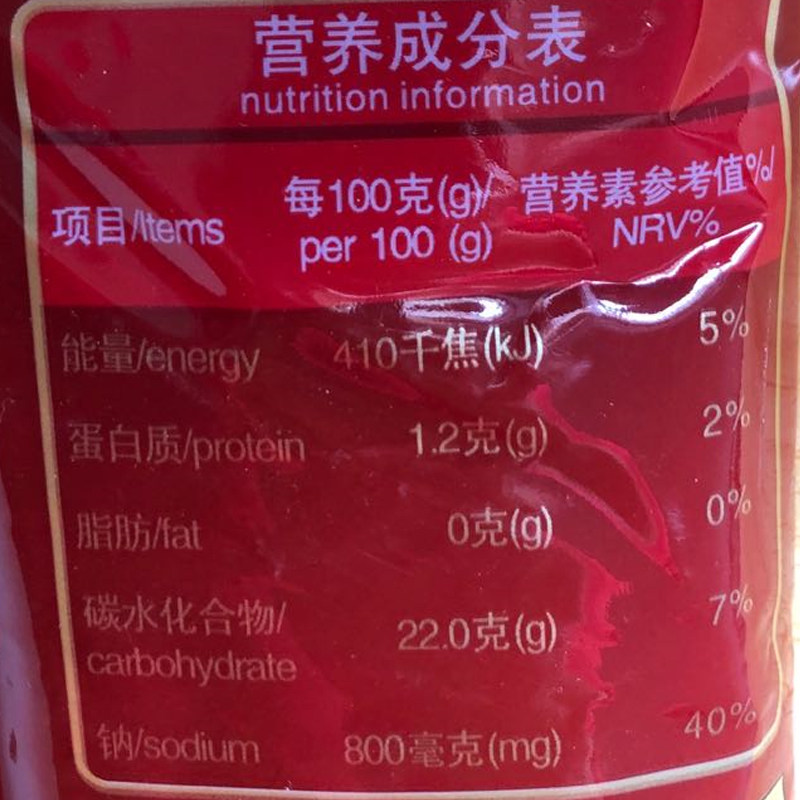 营养成分表
nutrition information
项目/Items 每100克(g)/ per 100 (g) 营养素参考值%/ NRV%
能量/energy 410千焦(kJ) 5%
蛋白质/protein 1.2克(g) 2%
脂肪/fat 0克(g) 0%
碳水化合物/
carbohydrate 22.0克(g) 7%
钠/sodium 800毫克(mg) 40%